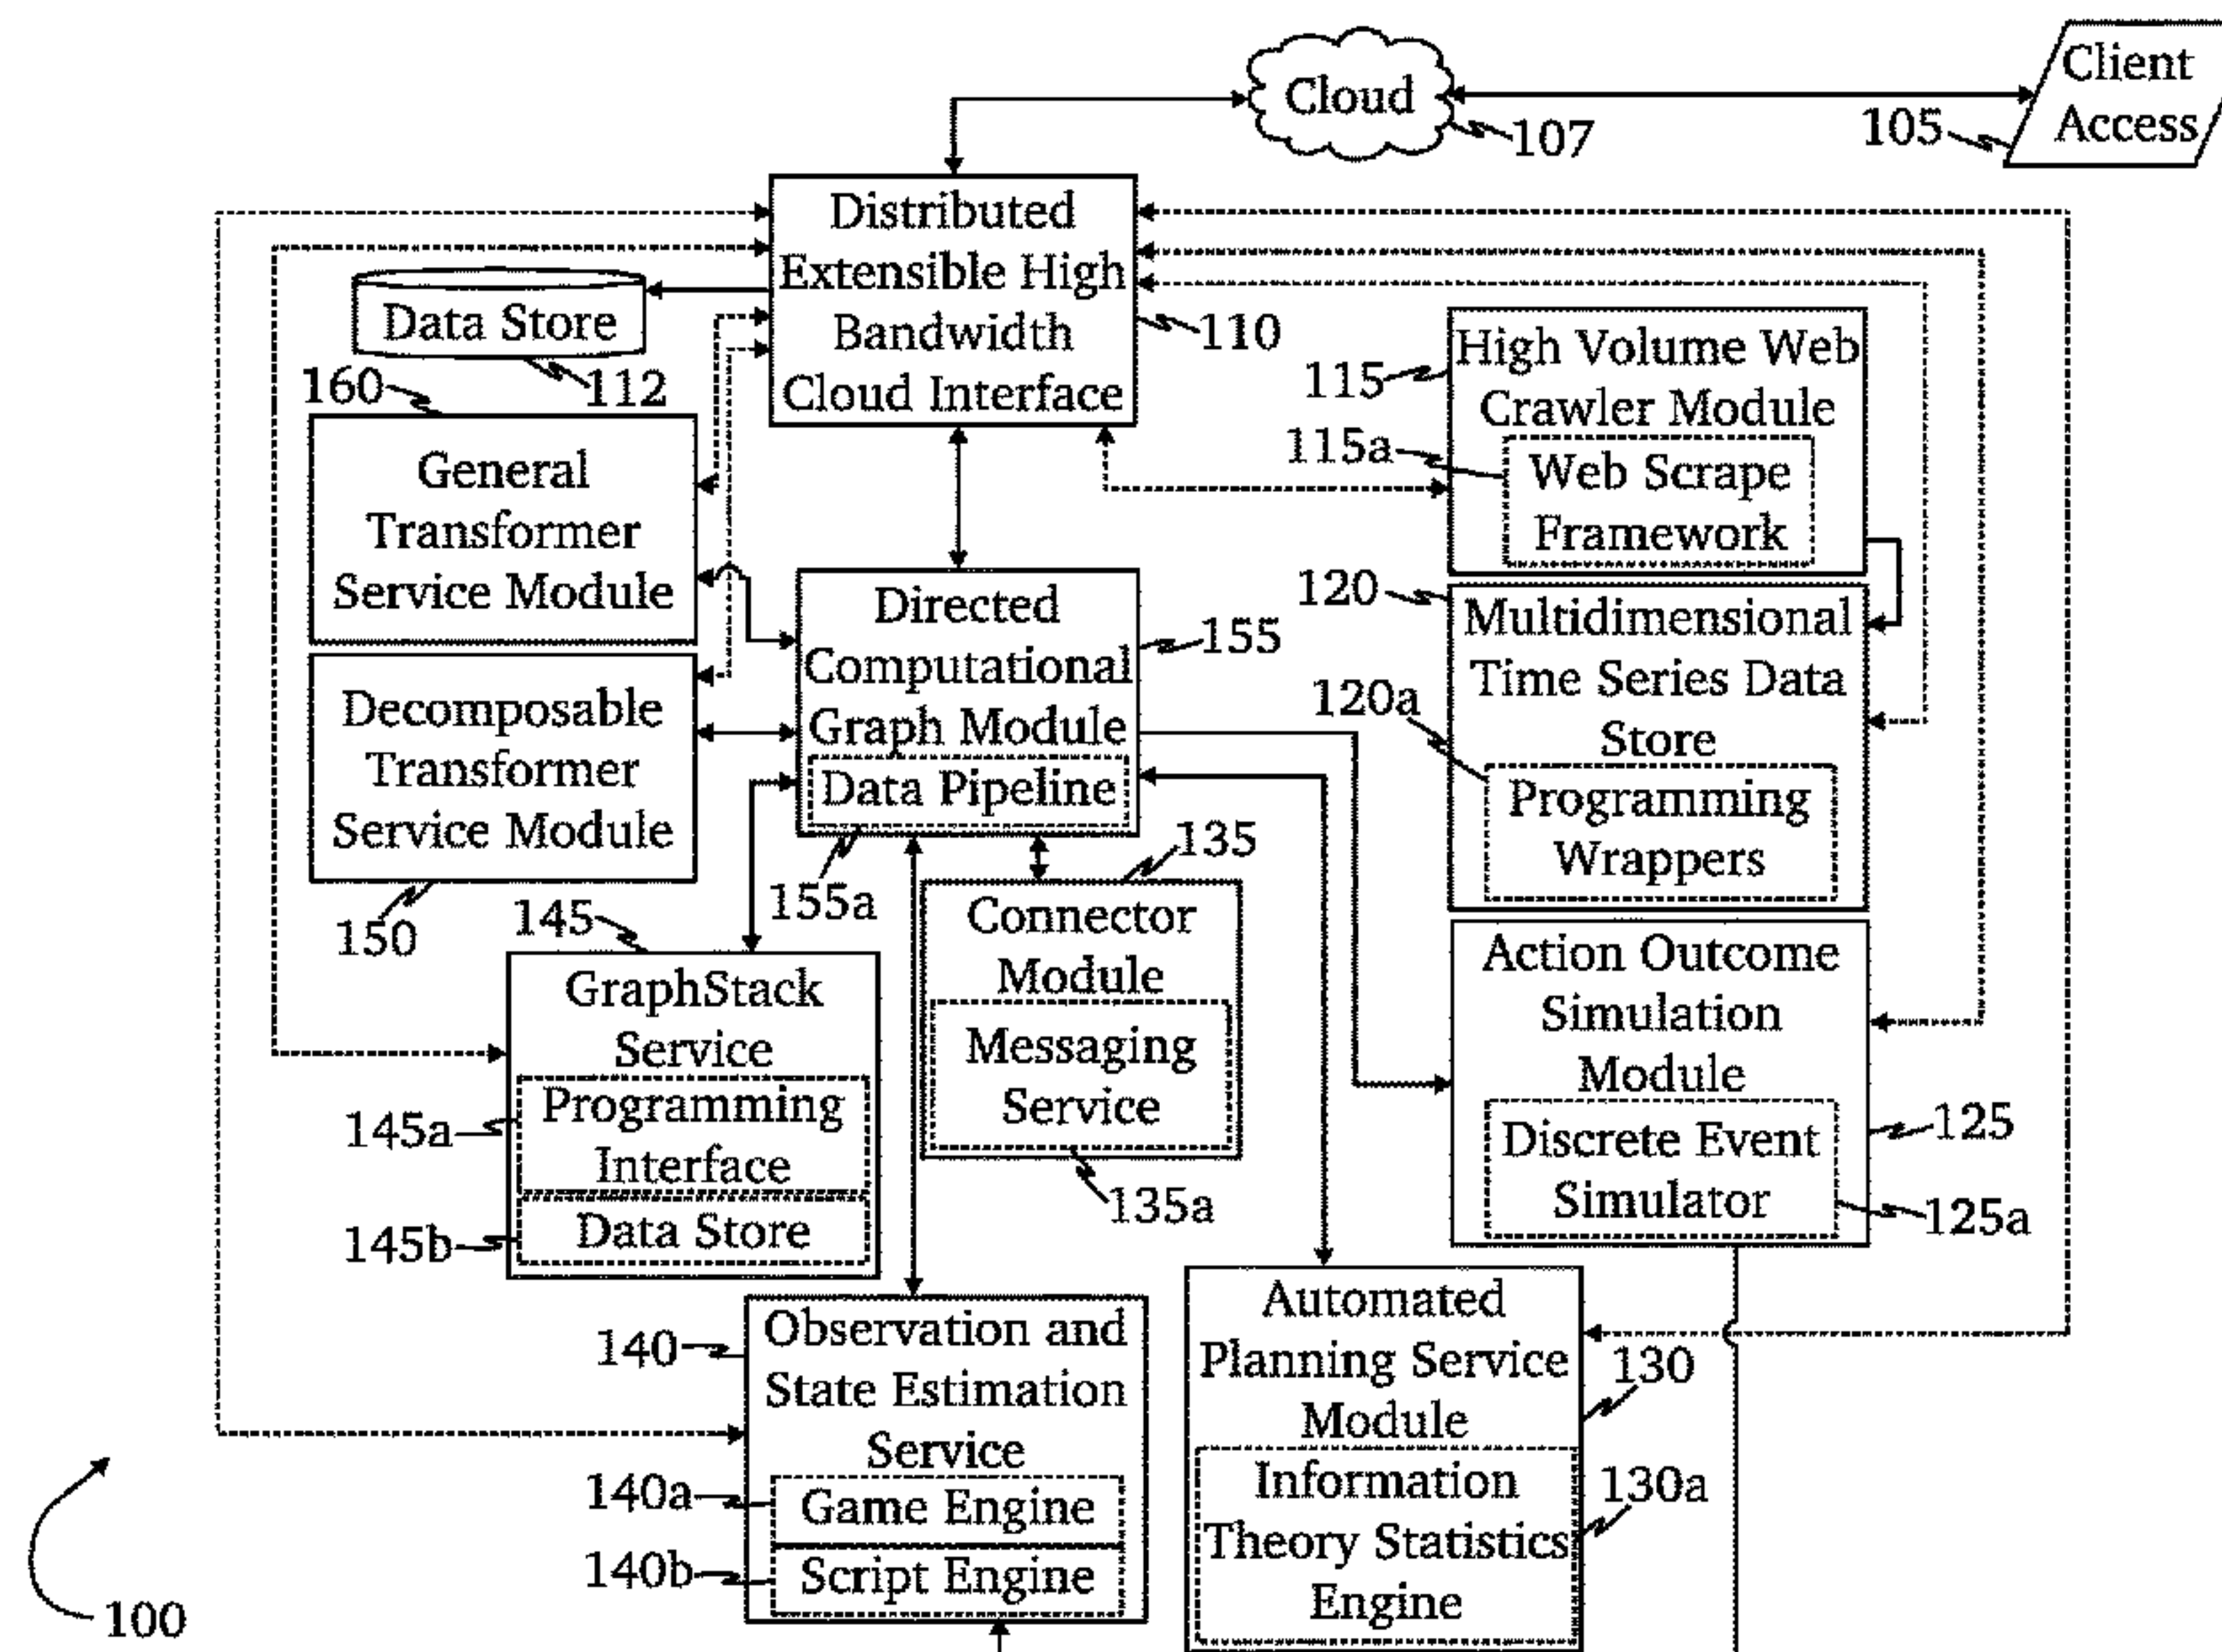 Client
Access
105
Cloud
107
Distributed
Extensible High
Bandwidth
Cloud Interface
110
Data Store
112
160
General
Transformer
Service Module
115
High Volume Web
Crawler Module
115a
Web Scrape
Framework
Directed
Computational
Graph Module
Data Pipeline
155
155a
120
Multidimensional
Time Series Data
Store
120a
Programming
Wrappers
Decomposable
Transformer
Service Module
150
135
Connector
Module
Messaging
Service
135a
145
GraphStack
Service
145a
Programming
Interface
145b
Data Store
Action Outcome
Simulation
Module
125
Discrete Event
Simulator
125a
140
Observation and
State Estimation
Service
140a
Game Engine
140b
Script Engine
Automated
Planning Service
Module
130
Information
Theory Statistics
Engine
130a
100